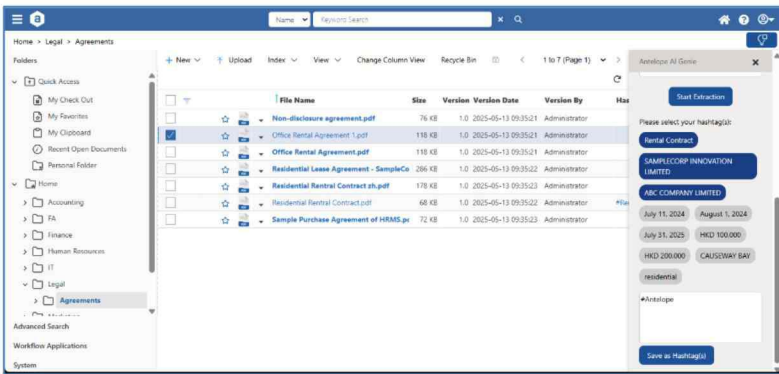 Name
Keyword Search
Home > Legal > Agreements
Folders
Quick Access
My Check Out
My Favorites
My Clipboard
Recent Open Documents
Personal Folder
Home
Accounting
FA
Finance
Human Resources
IT
Legal
Agreements
Advanced Search
Workflow Applications
System
+ New
Upload
Index
View
Change Column View
Recycle Bin
1 to 7 (Page 1)
File Name Size Version Version Date Version By Has
Non-disclosure agreement.pdf 76 KB 1.0 2025-05-13 09:35:21 Administrator
Office Rental Agreement 1.pdf 118 KB 1.0 2025-05-13 09:35:21 Administrator
Office Rental Agreement.pdf 118 KB 1.0 2025-05-13 09:35:21 Administrator
Residential Lease Agreement - SampleCo 286 KB 1.0 2025-05-13 09:35:22 Administrator
Residential Rentral Contract zh.pdf 178 KB 1.0 2025-05-13 09:35:23 Administrator
Residential Rentral Contract.pdf 68 KB 1.0 2025-05-13 09:35:22 Administrator #Re
Sample Purchase Agreement of HRMS.p 72 KB 1.0 2025-05-13 09:35:23 Administrator
Antelope AI Genie
Start Extraction
Please select your hashtag(s):
Rental Contract
SAMPLECORP INNOVATION
LIMITED
ABC COMPANY LIMITED
July 11, 2024 August 1, 2024
July 31, 2025 HKD 100.000
HKD 200.000 CAUSEWAY BAY
residential
#Antelope
Save as Hashtag(s)